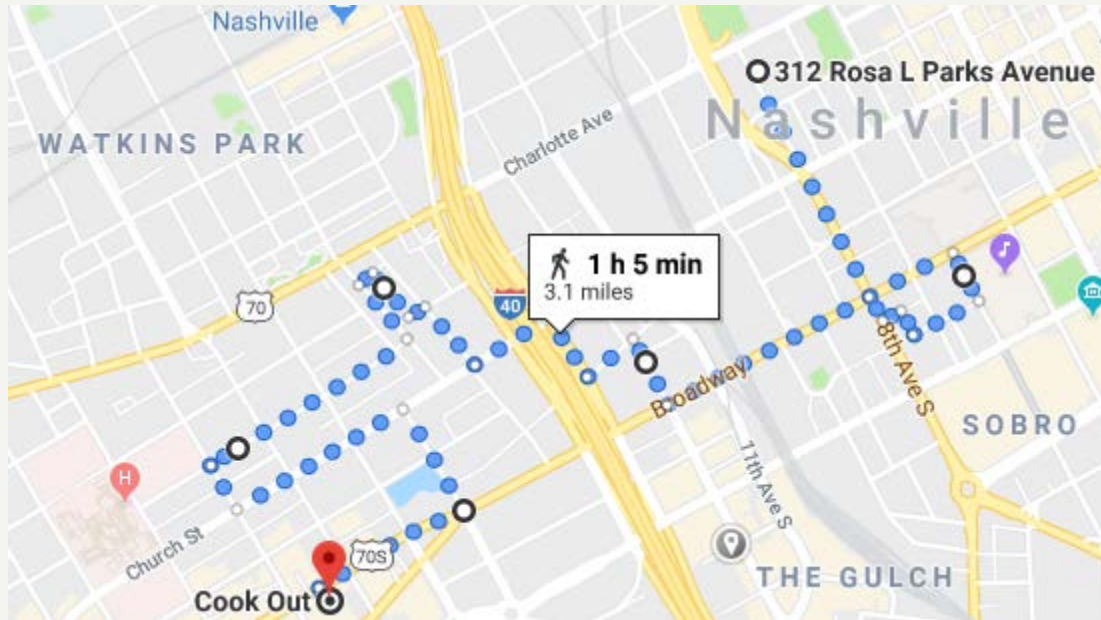 Nashville
312 Rosa L Parks Avenue
Nashville
WATKINS PARK
Charlotte Ave
1 h 5 min
3.1 miles
70
40
Broadway
8th Ave S
SOBRO
11th Ave S
H
Church St
70S
THE GULCH
Cook Out